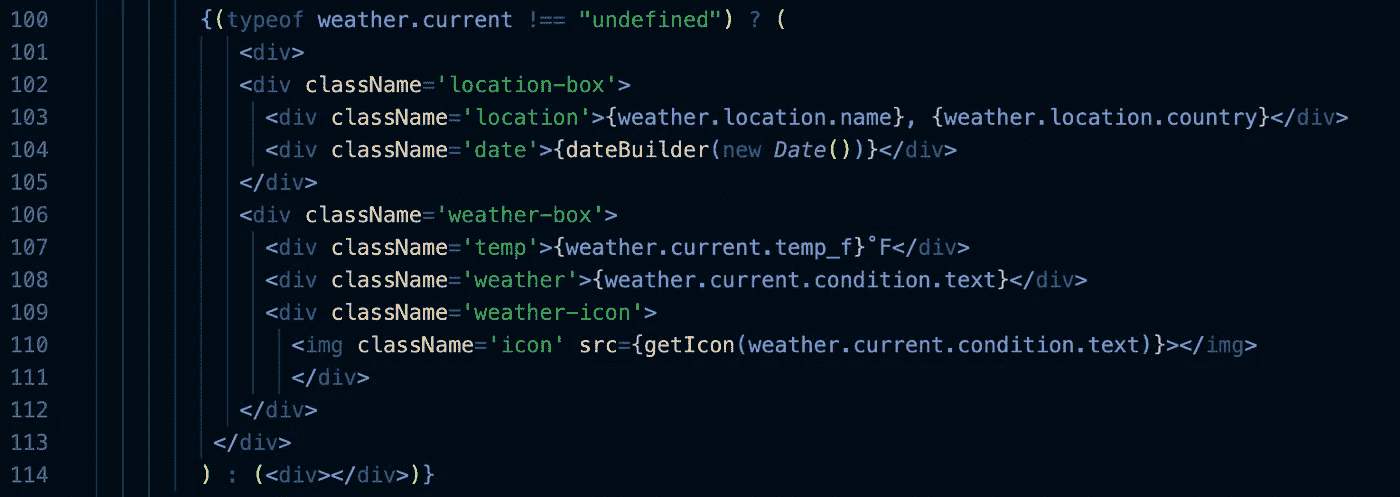 100 {(typeof weather.current !== "undefined") ? (
101 <div>
102 <div className='location-box'>
103 <div className='location'>{weather.location.name}, {weather.location.country}</div>
104 <div className='date'>{dateBuilder(new Date())}</div>
105 </div>
106 <div className='weather-box'>
107 <div className='temp'>{weather.current.temp_f}˚F</div>
108 <div className='weather'>{weather.current.condition.text}</div>
109 <div className='weather-icon'>
110 <img className='icon' src={getIcon(weather.current.condition.text)}></img>
111 </div>
112 </div>
113 </div>
114 ) : (<div></div>)}